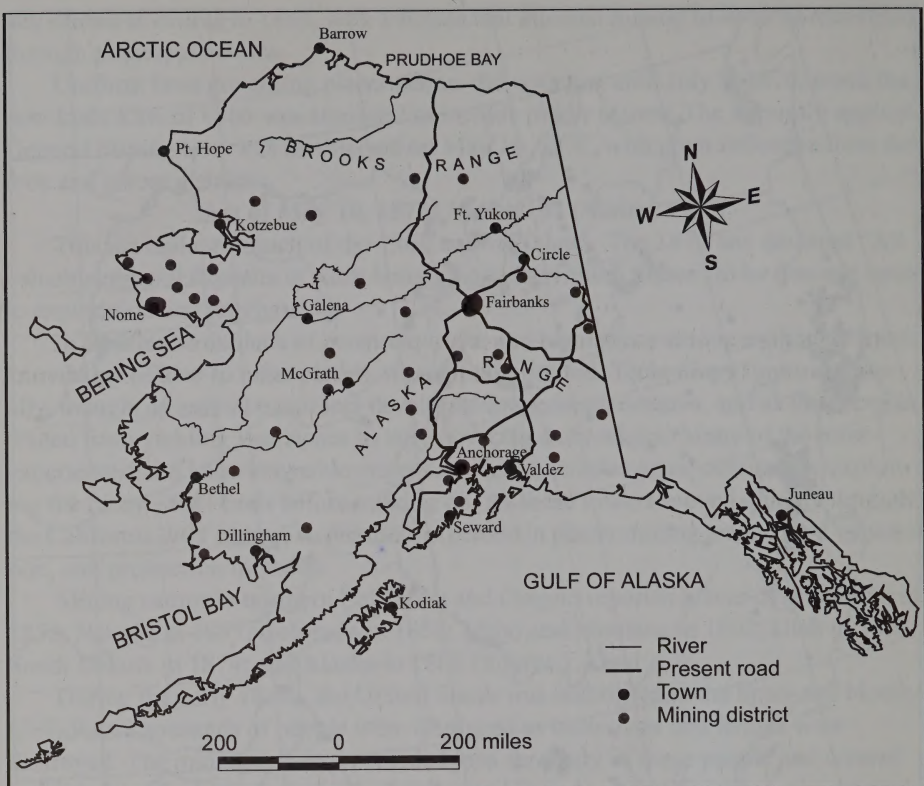 Barrow
ARCTIC OCEAN
PRUDHOE BAY
Pt. Hope
BROOKS RANGE
N
W E
S
Ft. Yukon
Kotzebue
Circle
Nome
Galena
Fairbanks
BERING SEA
McGrath
ALASKA RANGE
Anchorage
Valdez
Bethel
Juneau
Seward
Dillingham
GULF OF ALASKA
BRISTOL BAY
Kodiak
River
Present road
Town
Mining district
200 0 200 miles